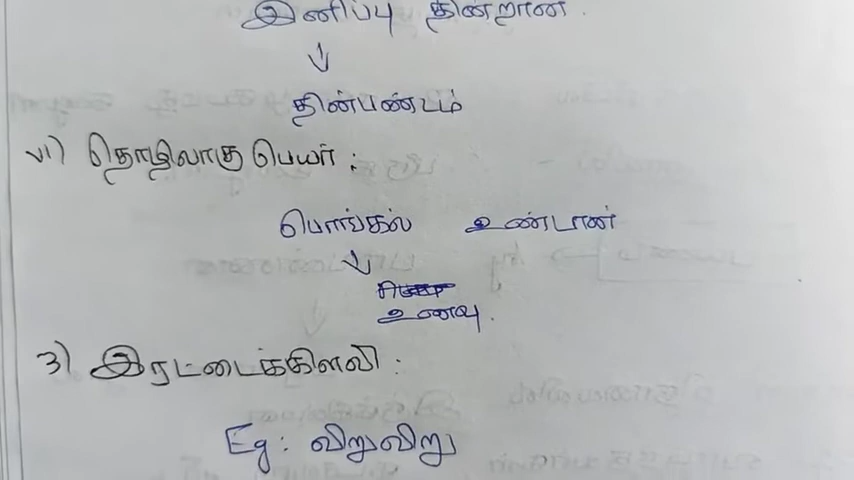 இனிப்பு தின்றான்.
↓
தின்பண்டம்
vi) தொழிலாகு பெயர் :
பொங்கல் உண்டான்
↓
உணவு.
3) இரட்டைக்கிளவி :
Eg : விறுவிறு